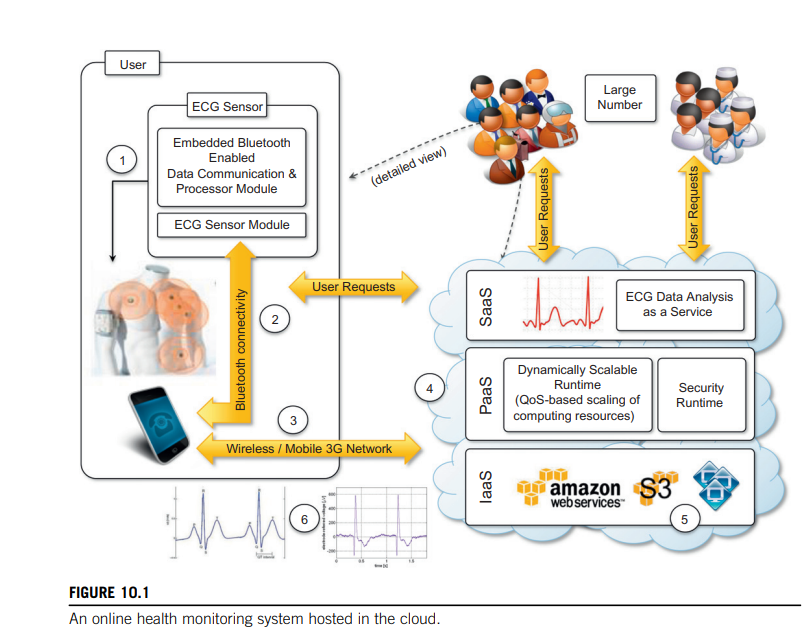 User
ECG Sensor
1
Embedded Bluetooth
Enabled
Data Communication &
Processor Module
ECG Sensor Module
Bluetooth connectivity
2
3
User Requests
Wireless / Mobile 3G Network
(detailed view)
Large
Number
User Requests
User Requests
SaaS
ECG Data Analysis
as a Service
4
PaaS
Dynamically Scalable
Runtime
(QoS-based scaling of
computing resources)
Security
Runtime
IaaS
amazon
webservices™
S3
5
6
time [s]
FIGURE 10.1
An online health monitoring system hosted in the cloud.